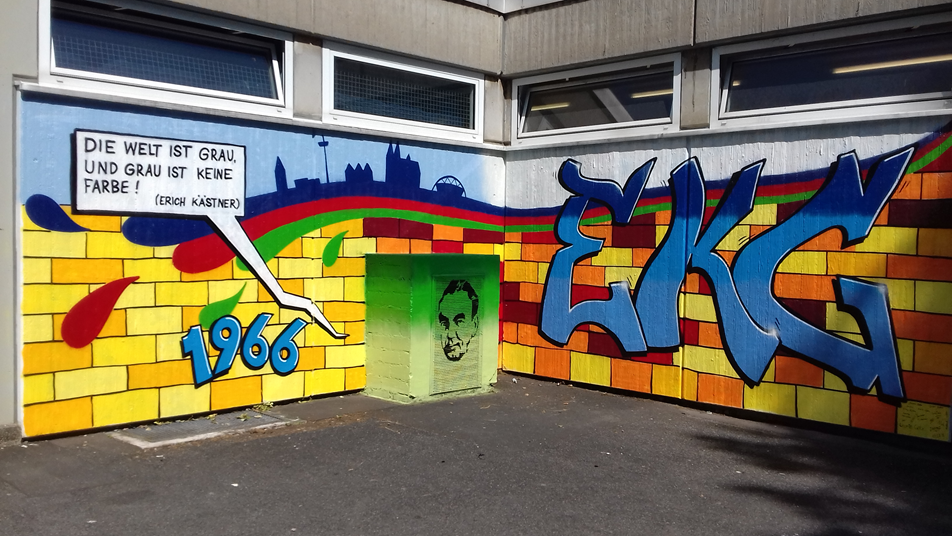 DIE WELT IST GRAU,
UND GRAU IST KEINE
FARBE!
(ERICH KÄSTNER)
1966
EKG